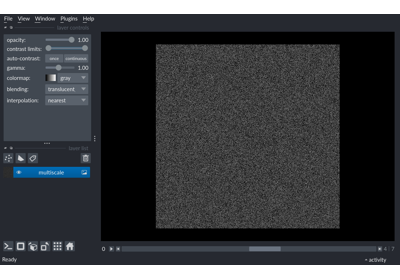 File View Window Plugins Help
layer controls
opacity: 1.00
contrast limits:
auto-contrast: once continuous
gamma: 1.00
colormap: gray
blending: translucent
interpolation: nearest
layer list
multiscale
0 4 7
Ready
activity